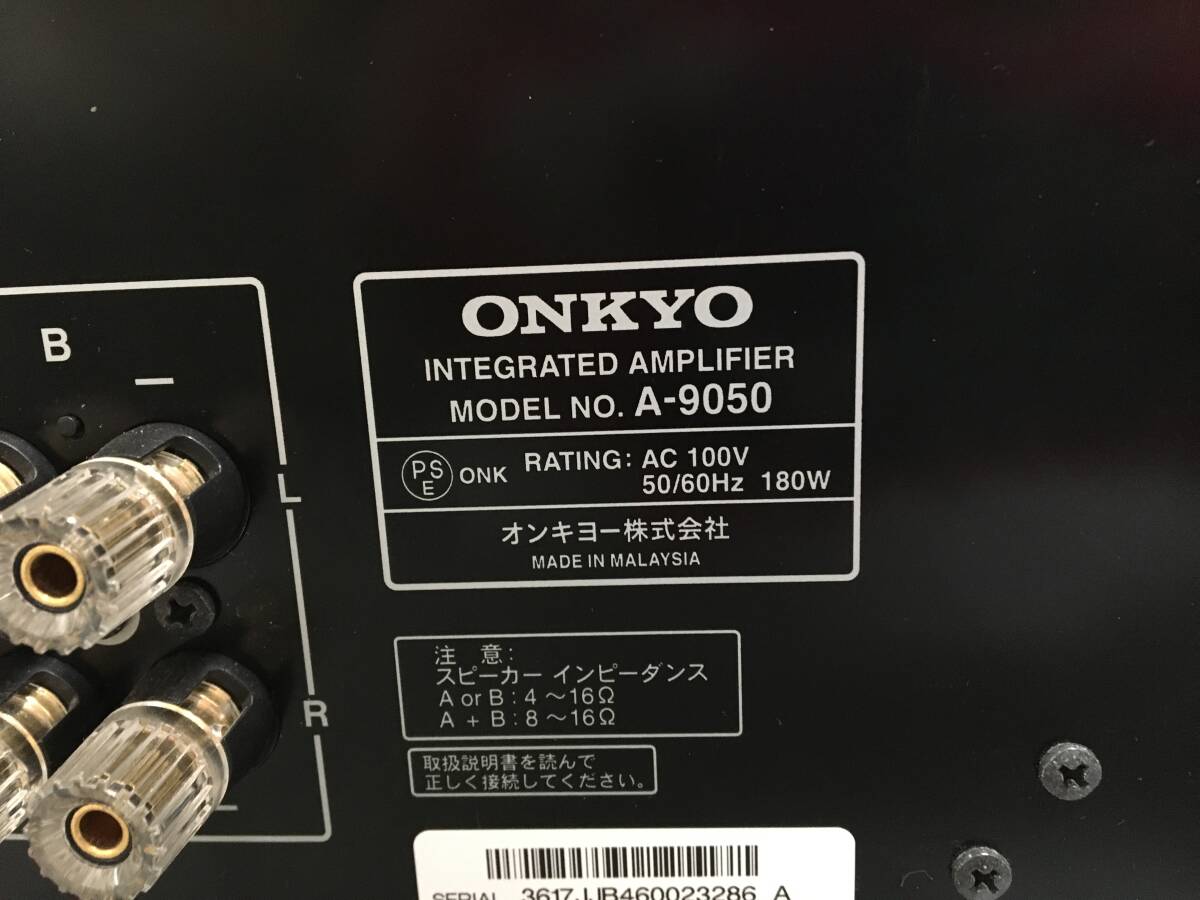 B
L
R
ONKYO
INTEGRATED AMPLIFIER
MODEL NO. A-9050
PSE ONK RATING: AC 100V
50/60Hz 180W
オンキヨー株式会社
MADE IN MALAYSIA
注 意:
スピーカー インピーダンス
A or B : 4 ～16Ω
A + B : 8 ～16Ω
取扱説明書を読んで
正しく接続してください。
SERIAL 3617JJB460023286 A